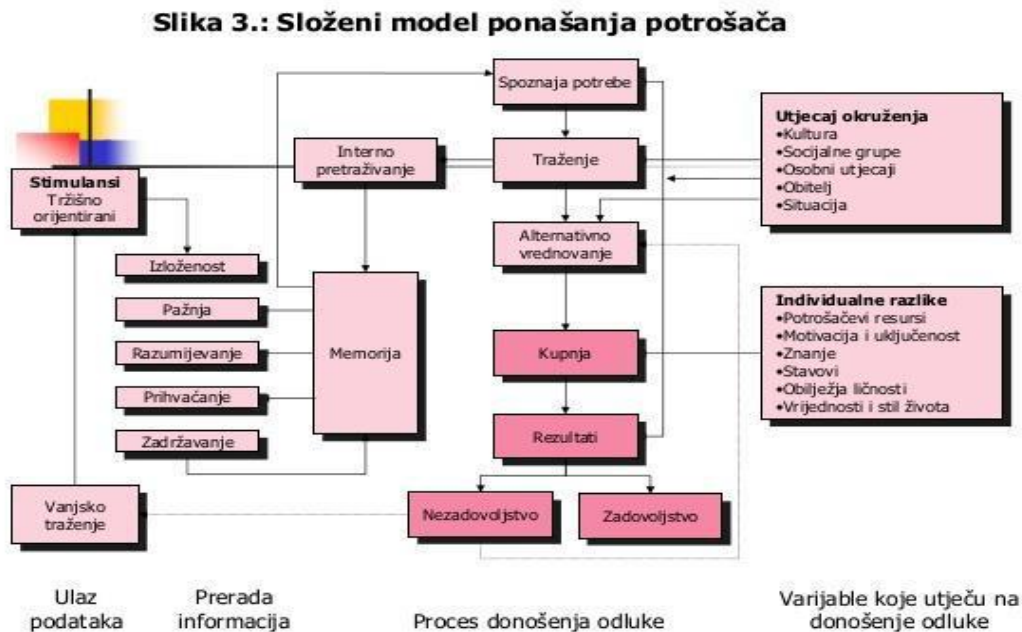 Slika 3.: Složeni model ponašanja potrošača
Stimulansi
Tržišno
orijentirani
Izloženost
Pažnja
Razumijevanje
Prihvaćanje
Zadržavanje
Vanjsko
traženje
Interno
pretraživanje
Memorija
Spoznaja potrebe
Traženje
Alternativno
vrednovanje
Kupnja
Rezultati
Nezadovoljstvo
Zadovoljstvo
Utjecaj okruženja
•Kultura
•Socijalne grupe
•Osobni utjecaji
•Obitelj
•Situacija
Individualne razlike
•Potrošačevi resursi
•Motivacija i uključenost
•Znanje
•Stavovi
•Obilježja ličnosti
•Vrijednosti i stil života
Ulaz
podataka
Prerada
informacija
Proces donošenja odluke
Varijable koje utječu na
donošenje odluke